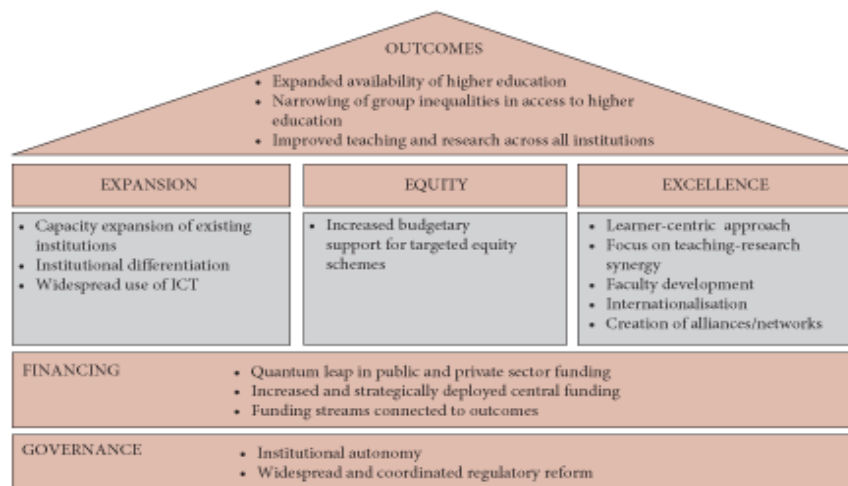 OUTCOMES
• Expanded availability of higher education
• Narrowing of group inequalities in access to higher
education
• Improved teaching and research across all institutions
EXPANSION
• Capacity expansion of existing
institutions
• Institutional differentiation
• Widespread use of ICT
EQUITY
• Increased budgetary
support for targeted equity
schemes
EXCELLENCE
• Learner-centric approach
• Focus on teaching-research
synergy
• Faculty development
• Internationalisation
• Creation of alliances/networks
FINANCING
• Quantum leap in public and private sector funding
• Increased and strategically deployed central funding
• Funding streams connected to outcomes
GOVERNANCE
• Institutional autonomy
• Widespread and coordinated regulatory reform